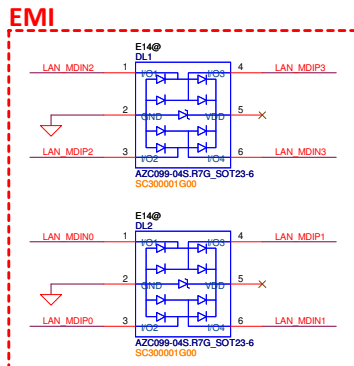 EMI
E14@
DL1
LAN_MDIN2 1 I/O1 I/O3 4 LAN_MDIP3
2 GND VDD 5
LAN_MDIP2 3 I/O2 I/O4 6 LAN_MDIN3
AZC099-04S.R7G_SOT23-6
SC300001G00
E14@
DL2
LAN_MDIN0 1 I/O1 I/O3 4 LAN_MDIP1
2 GND VDD 5
LAN_MDIP0 3 I/O2 I/O4 6 LAN_MDIN1
AZC099-04S.R7G_SOT23-6
SC300001G00